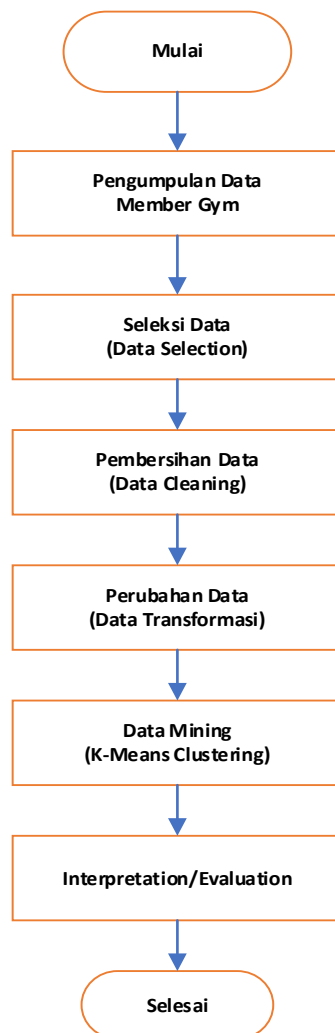 Mulai
Pengumpulan Data
Member Gym
Seleksi Data
(Data Selection)
Pembersihan Data
(Data Cleaning)
Perubahan Data
(Data Transformasi)
Data Mining
(K-Means Clustering)
Interpretation/Evaluation
Selesai